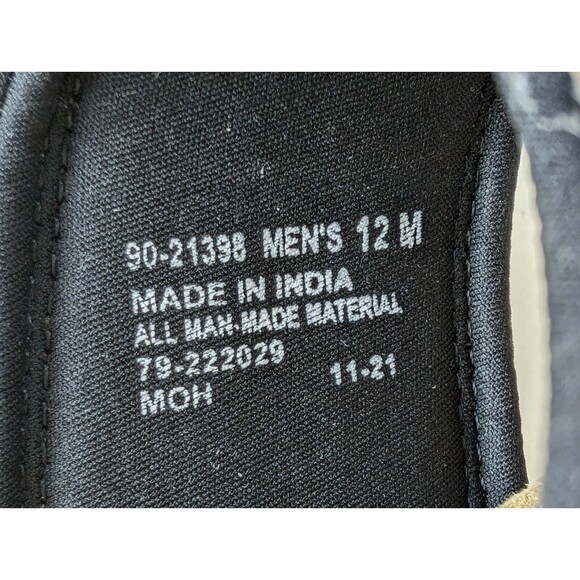 90-21398 MEN'S 12 M
MADE IN INDIA
ALL MAN-MADE MATERIAL
79-222029
MOH 11-21